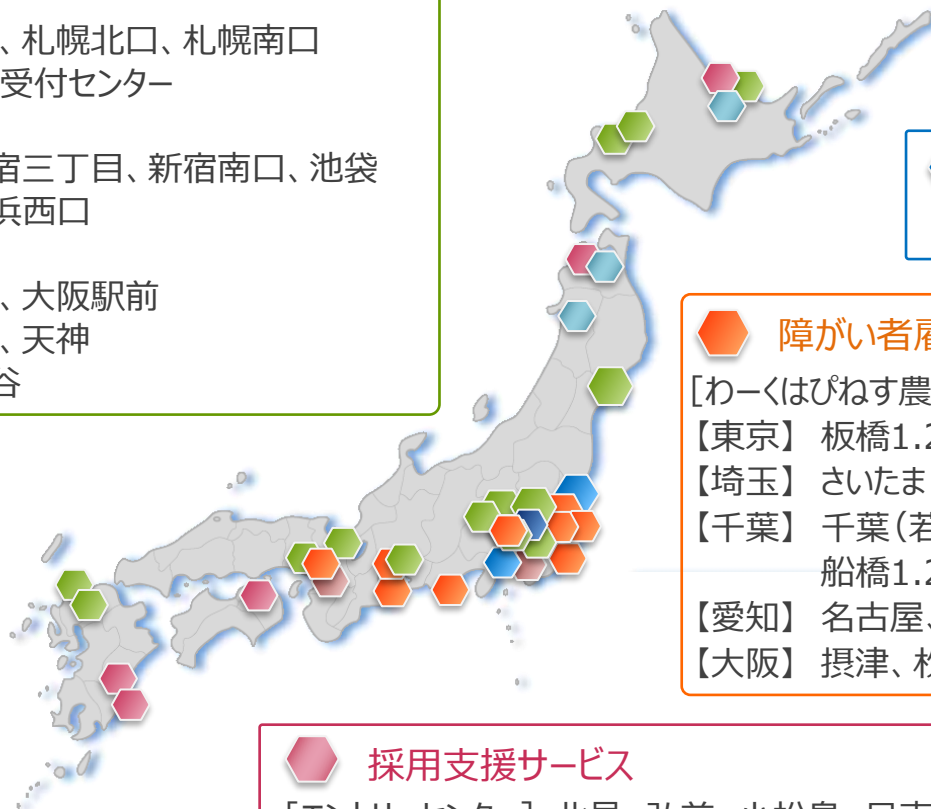 、札幌北口、札幌南口
受付センター
宿三丁目、新宿南口、池袋
浜西口
、大阪駅前
、天神
谷
障がい者雇
[わーくはぴねす農
【東京】 板橋1.2
【埼玉】 さいたま
【千葉】 千葉（若
船橋1.2
【愛知】 名古屋、
【大阪】 摂津、枚
採用支援サービス